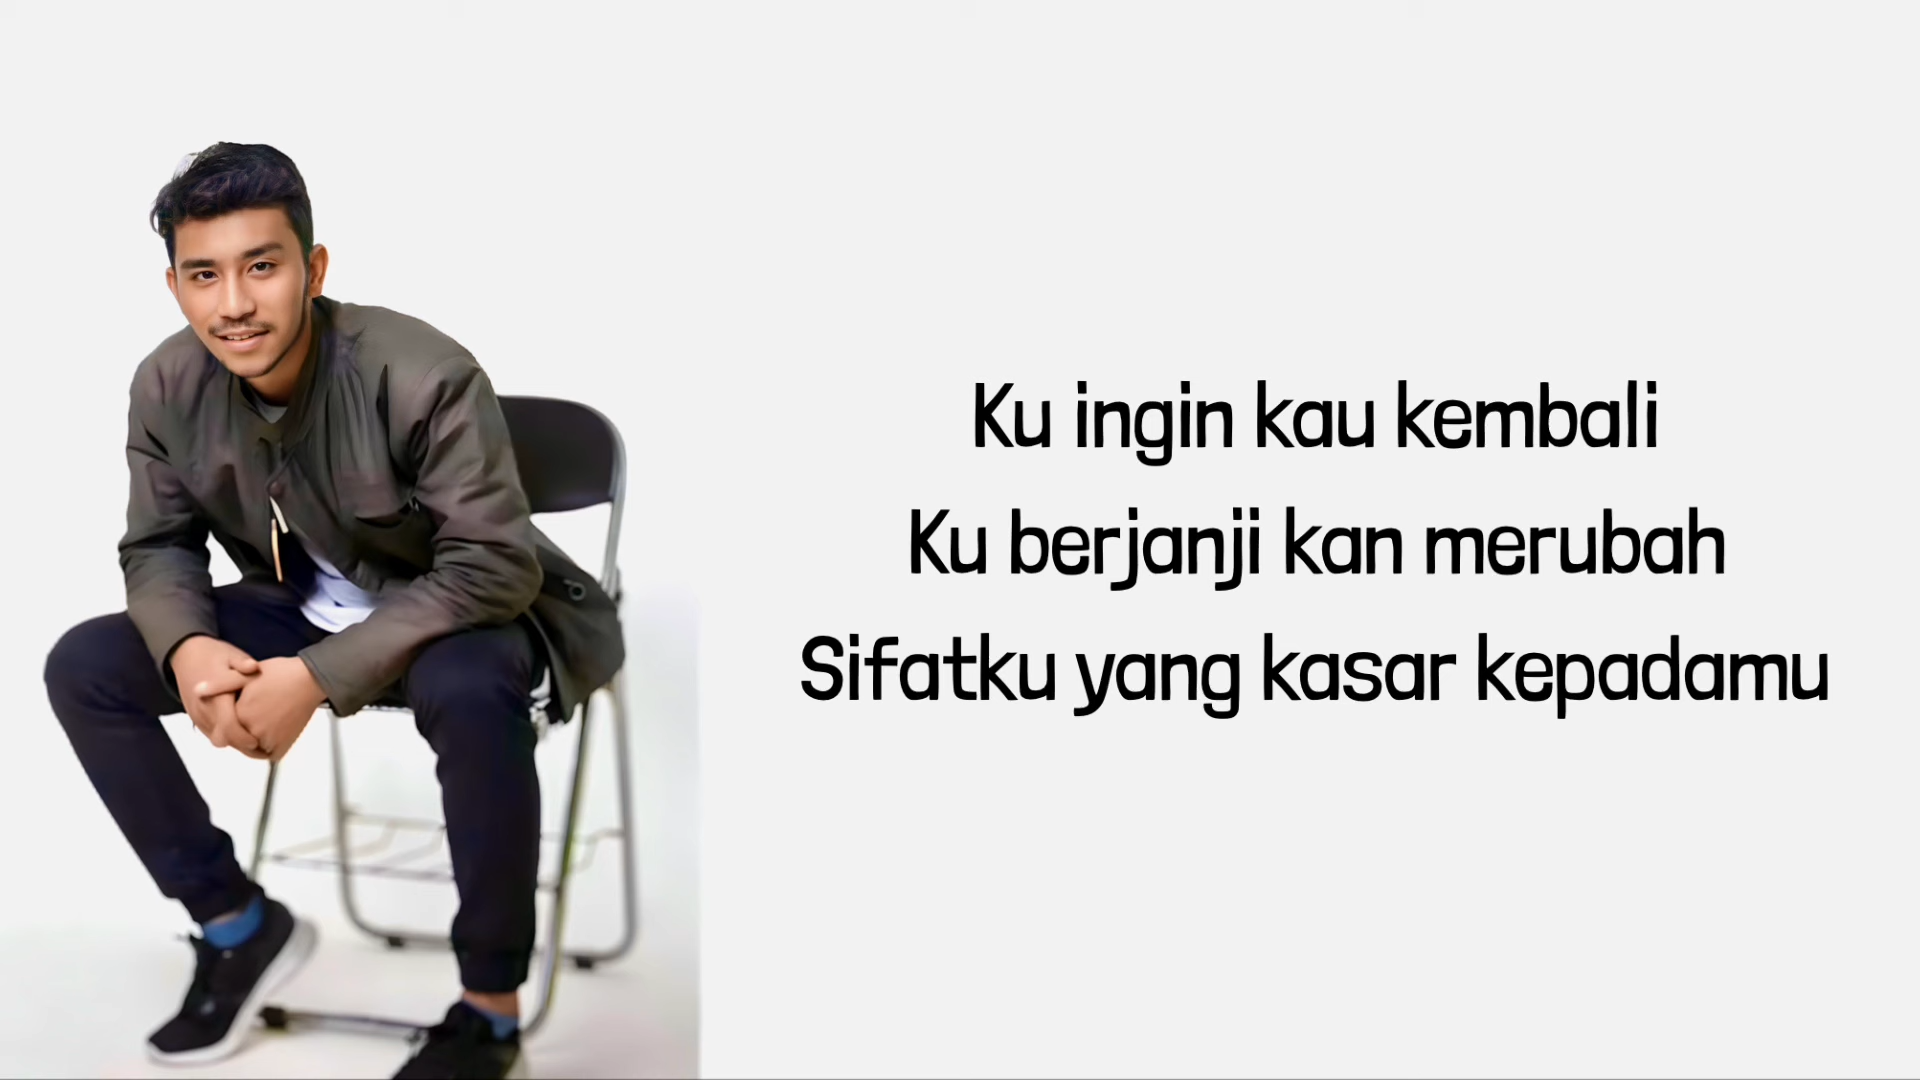 Ku ingin kau kembali
Ku berjanji kan merubah
Sifatku yang kasar kepadamu